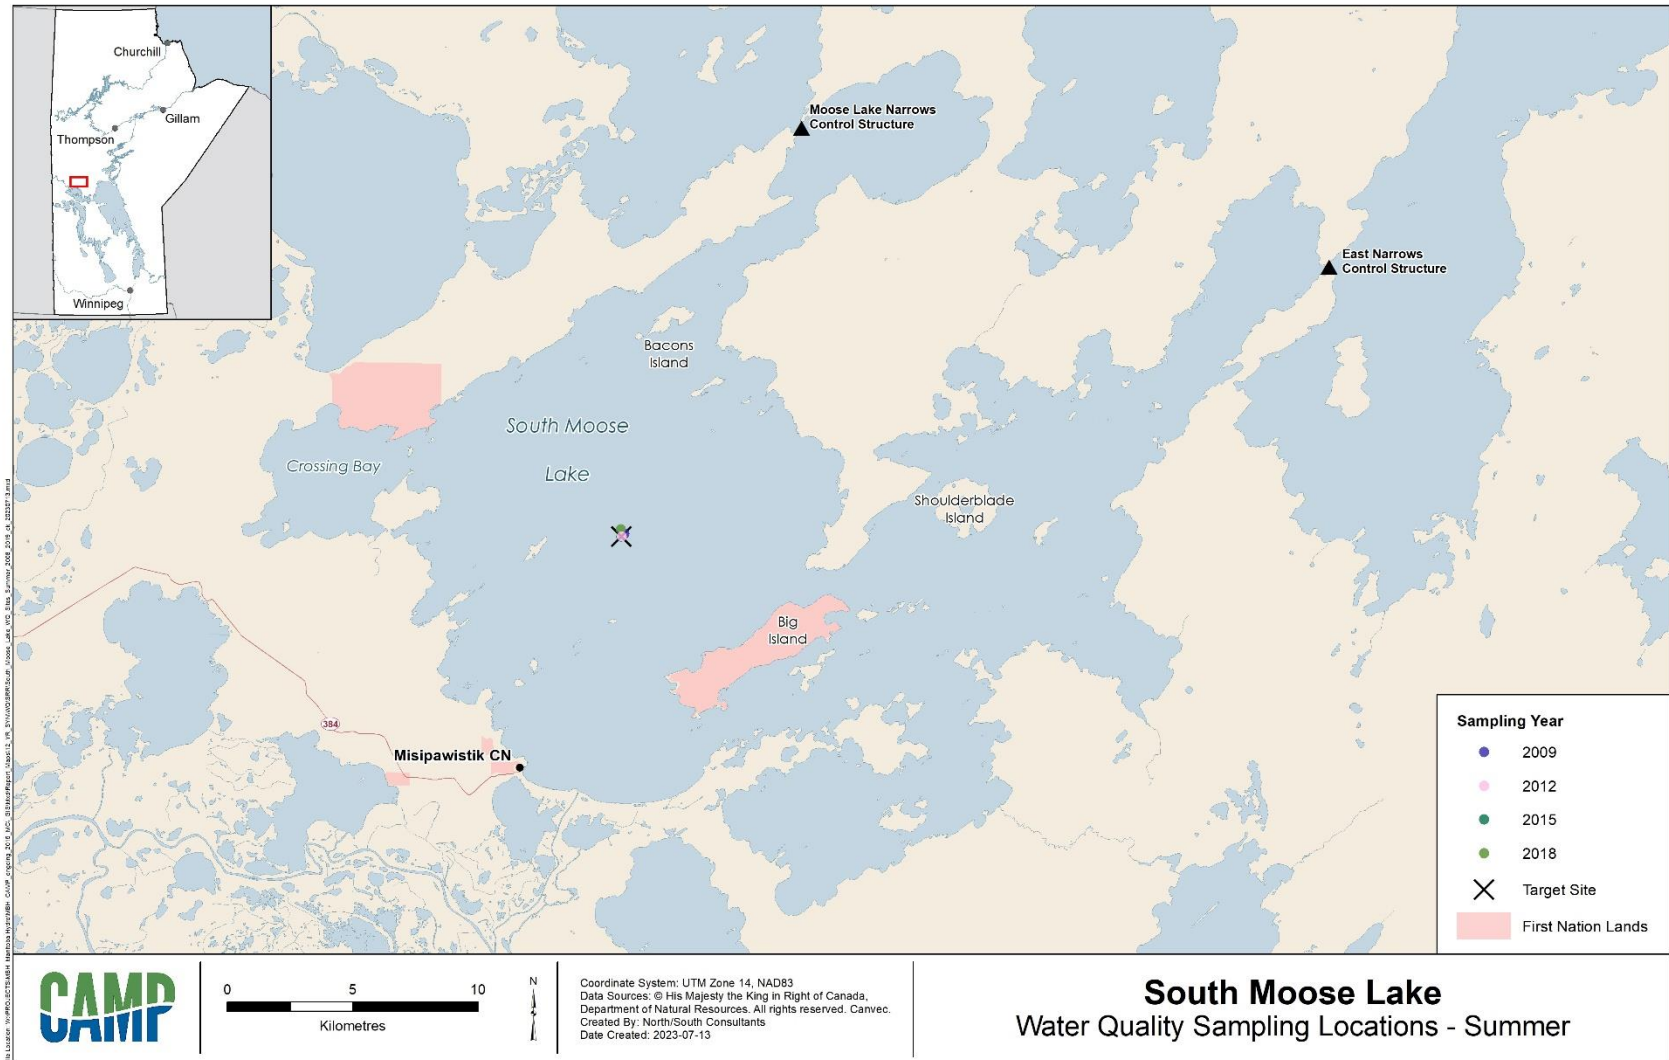 Churchill
Gillam
Thompson
Winnipeg
Moose Lake Narrows
Control Structure
East Narrows
Control Structure
Bacons
Island
South Moose
Lake
Crossing Bay
Shoulderblade
Island
Big
Island
384
Misipawistik CN
Sampling Year
2009
2012
2015
2018
Target Site
First Nation Lands
CAMP
0 5 10
Kilometres
N
Coordinate System: UTM Zone 14, NAD83
Data Sources: © His Majesty the King in Right of Canada,
Department of Natural Resources. All rights reserved. Canvec.
Created By: North/South Consultants
Date Created: 2023-07-13
South Moose Lake
Water Quality Sampling Locations - Summer